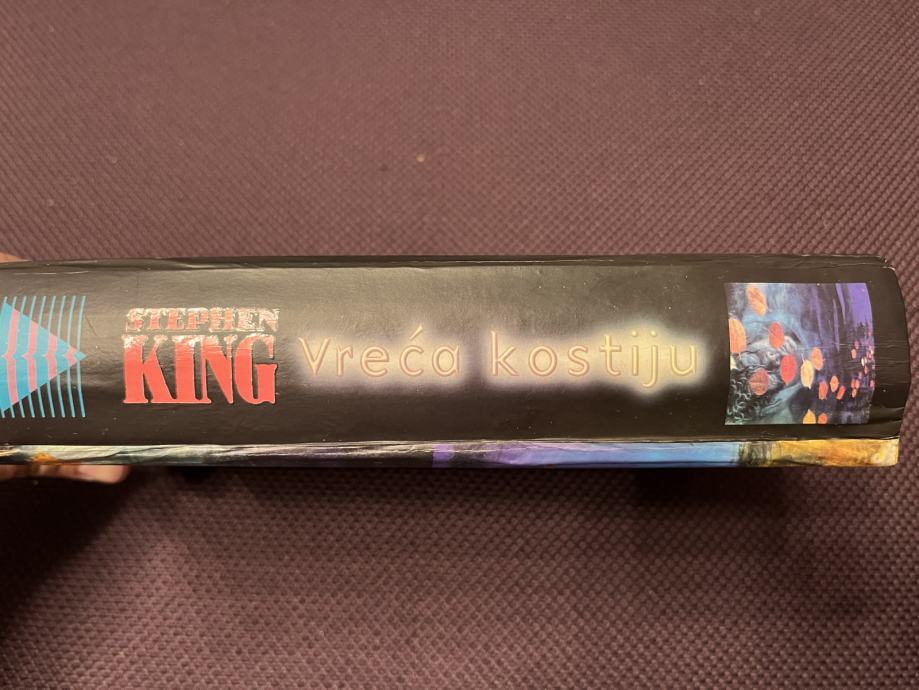 STEPHEN
KING
Vreća kostiju